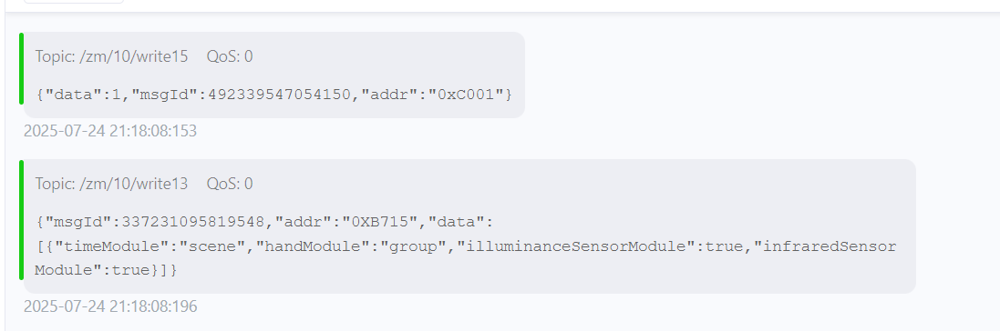 Topic: /zm/10/write15 QoS: 0
{"data":1,"msgId":492339547054150,"addr":"0xC001"}
2025-07-24 21:18:08:153
Topic: /zm/10/write13 QoS: 0
{"msgId":337231095819548,"addr":"0XB715","data":
[{"timeModule":"scene","handModule":"group","illuminanceSensorModule":true,"infraredSensor
Module":true}]}
2025-07-24 21:18:08:196